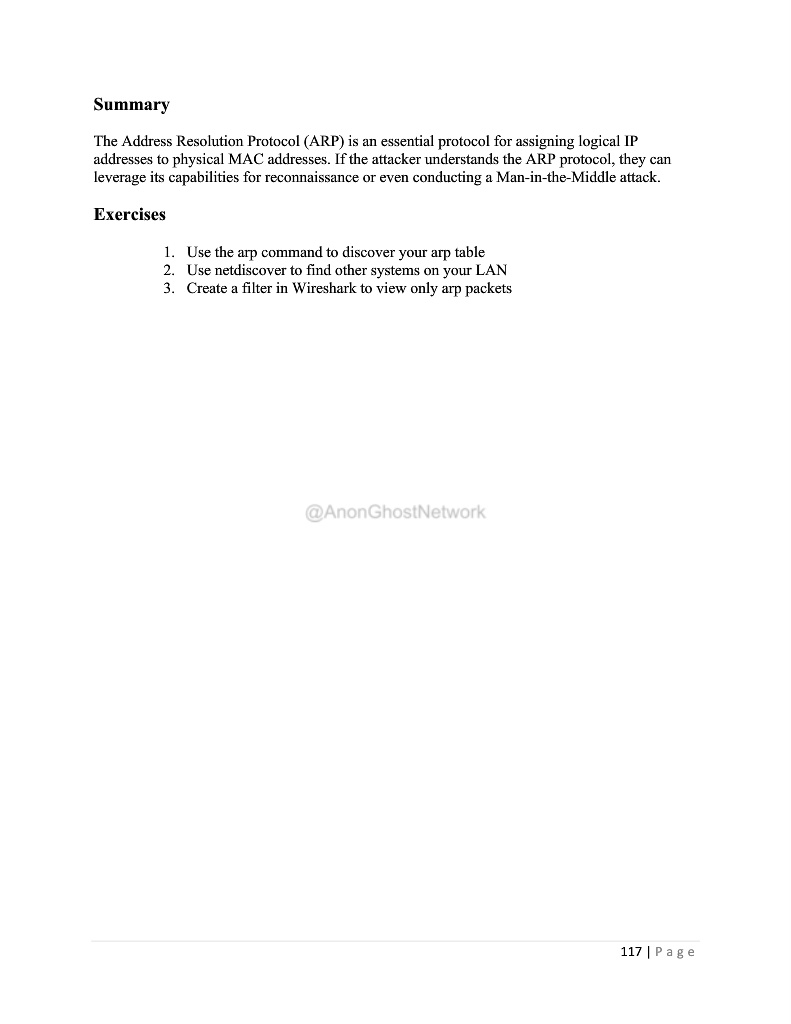 Summary
The Address Resolution Protocol (ARP) is an essential protocol for assigning logical IP
addresses to physical MAC addresses. If the attacker understands the ARP protocol, they can
leverage its capabilities for reconnaissance or even conducting a Man-in-the-Middle attack.
Exercises
1. Use the arp command to discover your arp table
2. Use netdiscover to find other systems on your LAN
3. Create a filter in Wireshark to view only arp packets
@AnonGhostNetwork
117 | Page